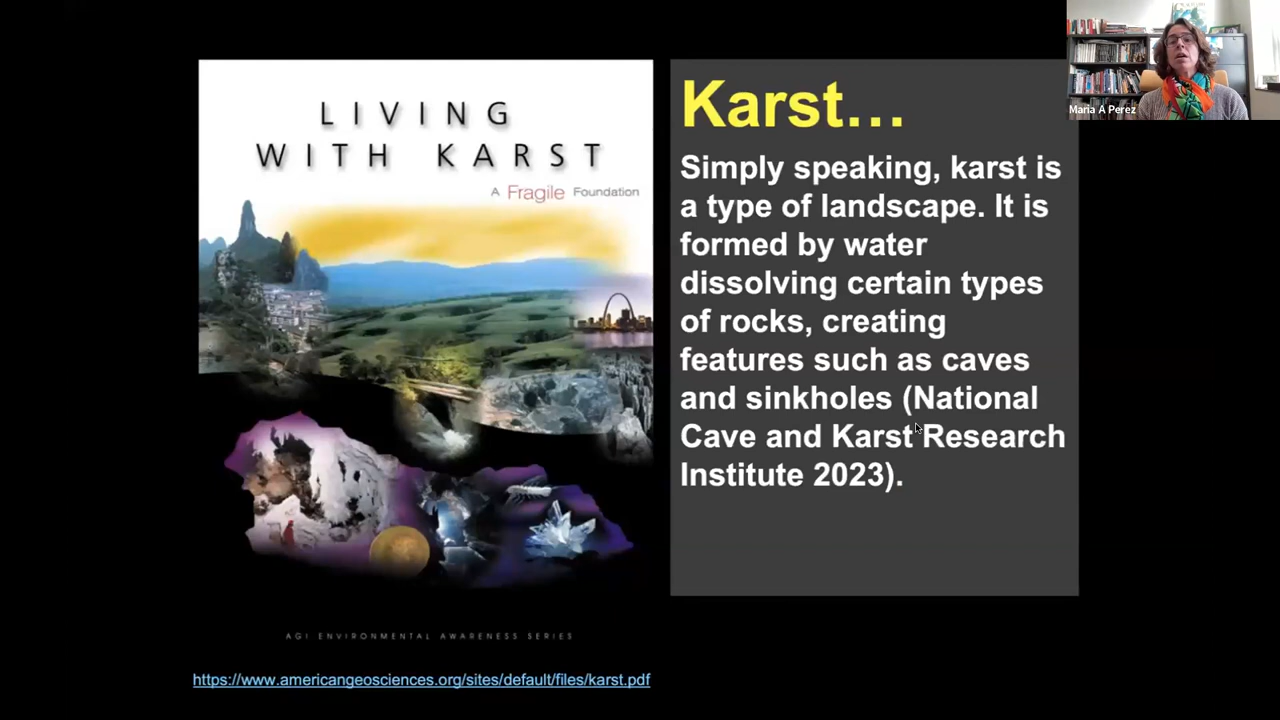 LIVING
WITH KARST
A Fragile Foundation
AGI ENVIRONMENTAL AWARENESS SERIES
https://www.americangeosciences.org/sites/default/files/karst.pdf
Karst...
Simply speaking, karst is
a type of landscape. It is
formed by water
dissolving certain types
of rocks, creating
features such as caves
and sinkholes (National
Cave and Karst Research
Institute 2023).
Maria A Perez